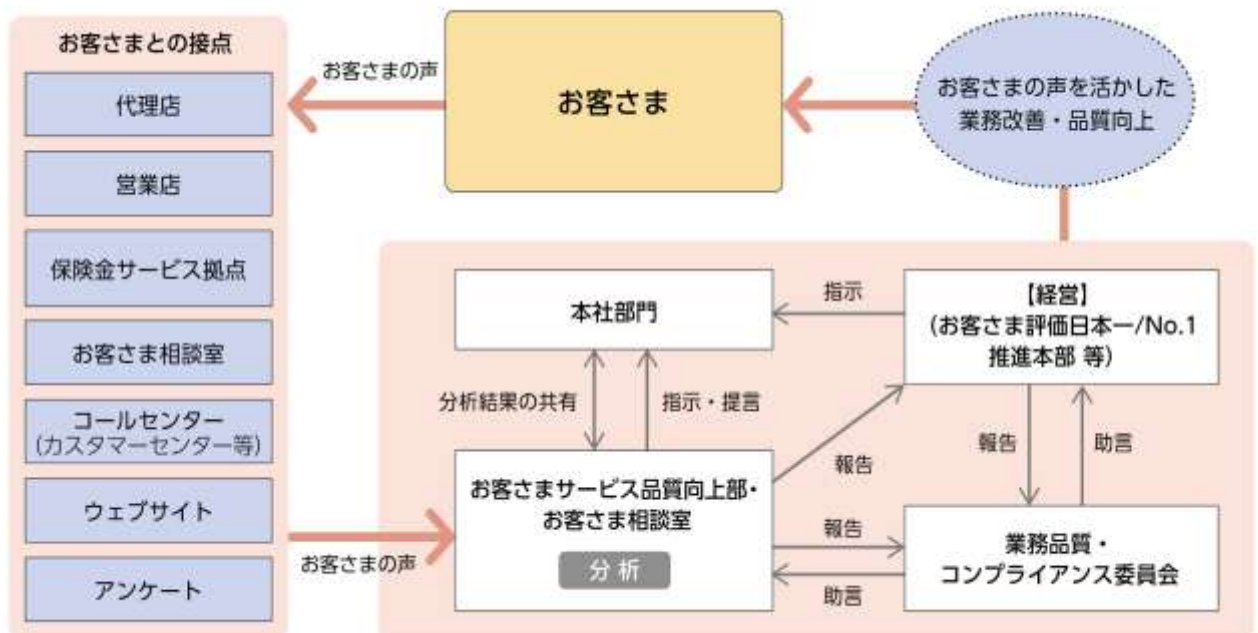 お客さまとの接点
代理店
営業店
保険金サービス拠点
お客さま相談室
コールセンター
(カスタマーセンター等)
ウェブサイト
アンケート
お客さまの声
お客さま
お客さまの声を活かした
業務改善・品質向上
本社部門
指示
【経営】
(お客さま評価日本一/No.1
推進本部 等)
分析結果の共有
指示・提言
報告
報告
助言
お客さまの声
お客さまサービス品質向上部・
お客さま相談室
分 析
報告
助言
業務品質・
コンプライアンス委員会